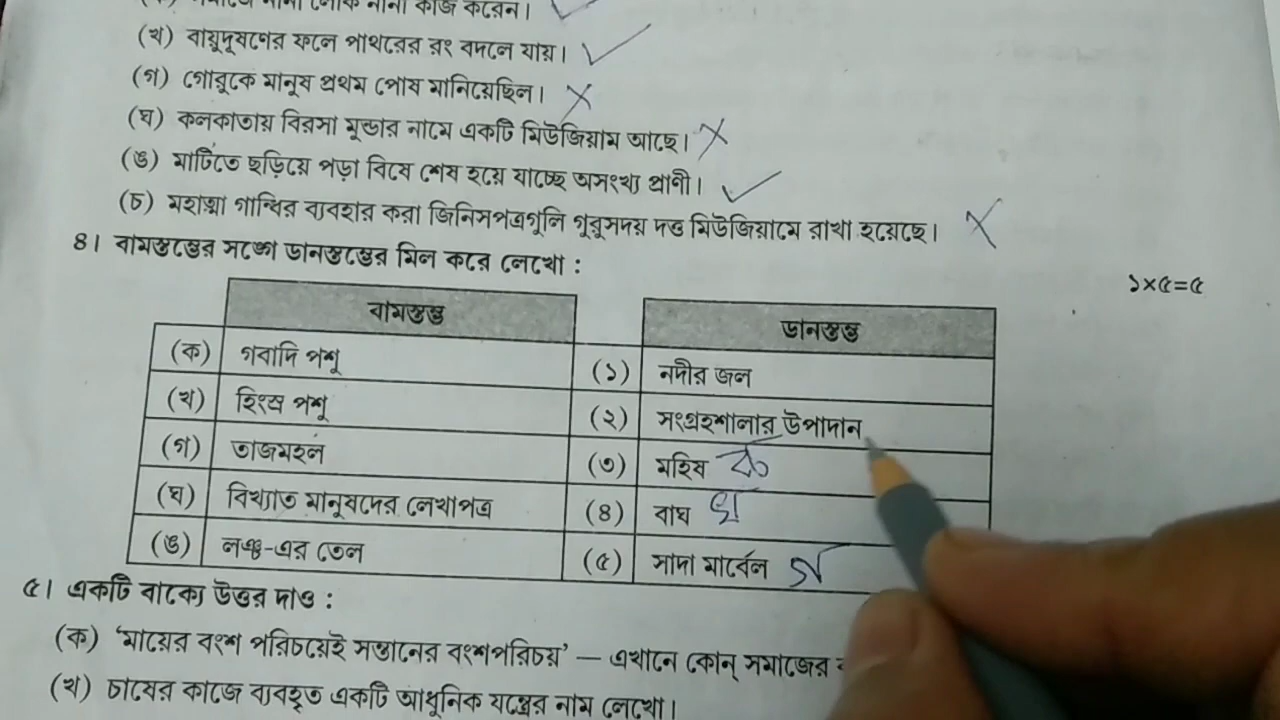 নানা লোক নানা কাজ করেন।
(খ) বায়ুদূষণের ফলে পাথরের রং বদলে যায়।
(গ) গোরুকে মানুষ প্রথম পোষ মানিয়েছিল।
(ঘ) কলকাতায় বিরসা মুন্ডার নামে একটি মিউজিয়াম আছে।
(ঙ) মাটিতে ছড়িয়ে পড়া বিষে শেষ হয়ে যাচ্ছে অসংখ্য প্রাণী।
(চ) মহাত্মা গান্ধির ব্যবহার করা জিনিসপত্রগুলি গুরুসদয় দত্ত মিউজিয়ামে রাখা হয়েছে।
৪। বামস্তম্ভের সঙ্গে ডানস্তম্ভের মিল করে লেখো : ১×৫=৫
বামস্তম্ভ ডানস্তম্ভ
(ক) গবাদি পশু (১) নদীর জল
(খ) হিংস্র পশু (২) সংগ্রহশালার উপাদান
(গ) তাজমহল (৩) মহিষ ক
(ঘ) বিখ্যাত মানুষদের লেখাপত্র (৪) বাঘ খ
(ঙ) লঞ্চ-এর তেল (৫) সাদা মার্বেল গ
৫। একটি বাক্যে উত্তর দাও :
(ক) ‘মায়ের বংশ পরিচয়েই সন্তানের বংশপরিচয়’ — এখানে কোন্ সমাজের
(খ) চাষের কাজে ব্যবহৃত একটি আধুনিক যন্ত্রের নাম লেখো।